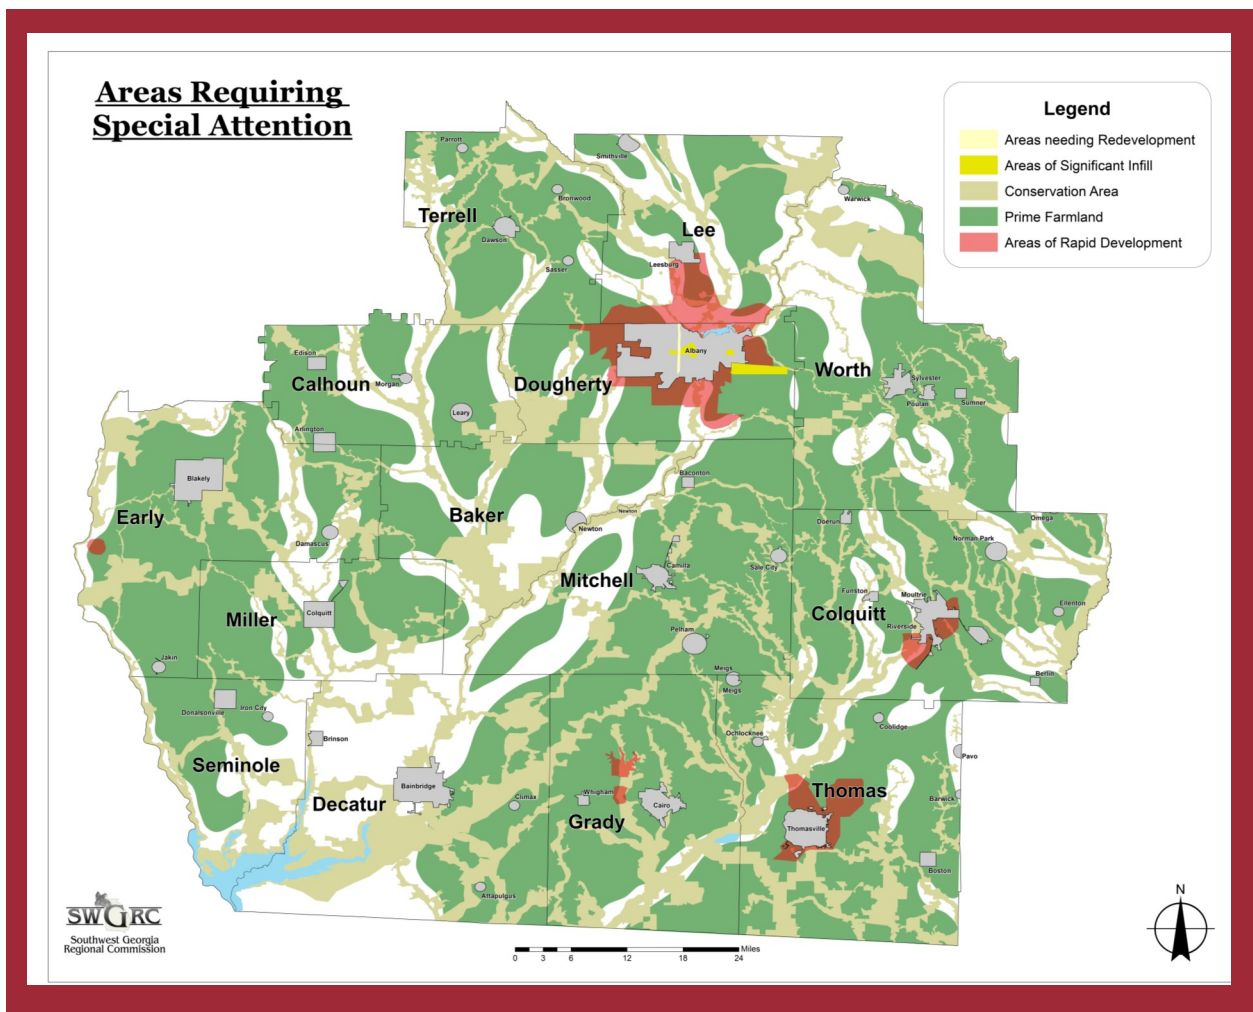 Areas Requiring
Special Attention
Legend
Areas needing Redevelopment
Areas of Significant Infill
Conservation Area
Prime Farmland
Areas of Rapid Development
Parrott
Smithville
Bronwood
Warwick
Terrell
Lee
Dawson
Leesburg
Sasser
Albany
Edison
Calhoun
Morgan
Dougherty
Worth
Sylvester
Poulan
Sumner
Leary
Arlington
Blakely
Baconton
Early
Baker
Newton
Newton
Doerun
Omega
Damascus
Norman Park
Camilla
Sale City
Mitchell
Funston
Moultrie
Ellenton
Miller
Colquitt
Colquitt
Riverside
Pelham
Jakin
Meigs
Meigs
Berlin
Donalsonville
Iron City
Coolidge
Brinson
Ochlocknee
Pavo
Seminole
Bainbridge
Thomas
Decatur
Climax
Whigham
Cairo
Barwick
Grady
Thomasville
Boston
Attapulgus
SWGRC
Southwest Georgia
Regional Commission
N
Miles
0 3 6 12 18 24